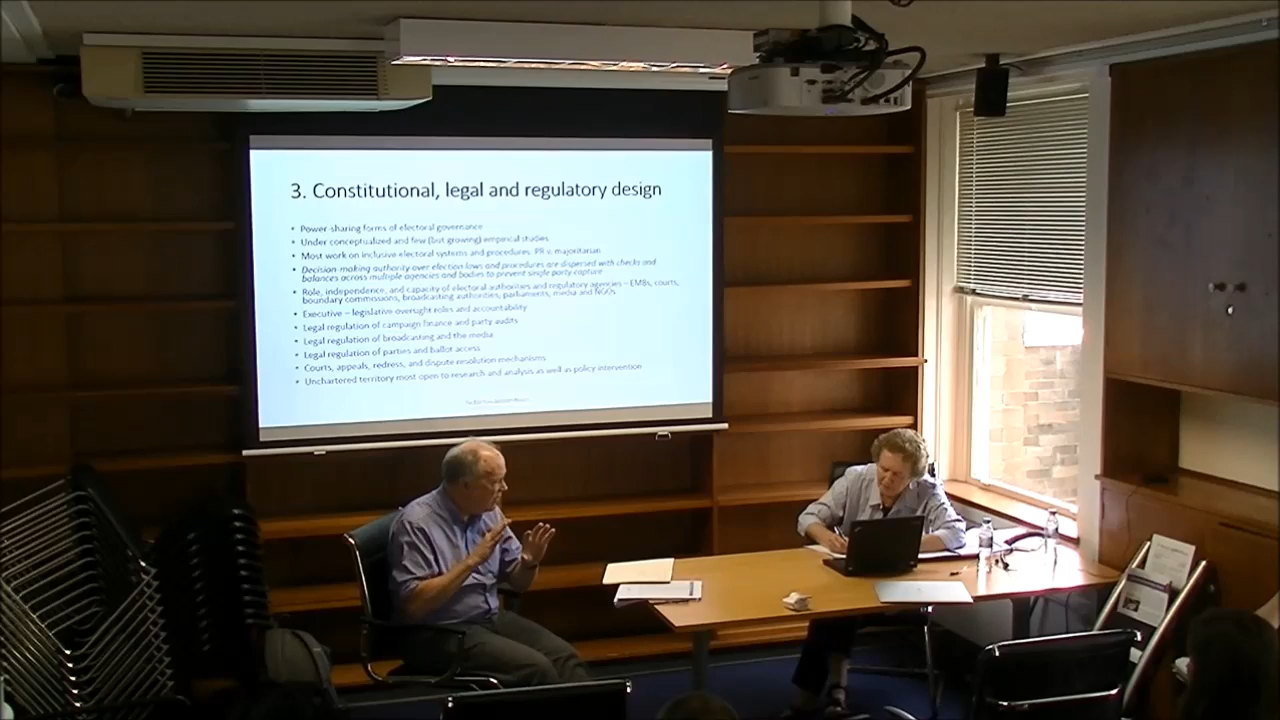 3. Constitutional, legal and regulatory design
• Power-sharing forms of electoral governance
• Under conceptualized and few (but growing) empirical studies
• Most work on inclusive electoral systems and procedures: PR v. majoritarian
• Decision-making authority over election laws and procedures are dispersed with checks and
balances across multiple agencies and bodies to prevent single party capture
• Role, independence, and capacity of electoral authorities and regulatory agencies – EMBs, courts,
boundary commissions, broadcasting authorities, parliaments, media and NGOs
• Executive – legislative oversight roles and accountability
• Legal regulation of campaign finance and party audits
• Legal regulation of broadcasting and the media
• Legal regulation of parties and ballot access
• Courts, appeals, redress, and dispute resolution mechanisms
• Unchartered territory most open to research and analysis as well as policy intervention